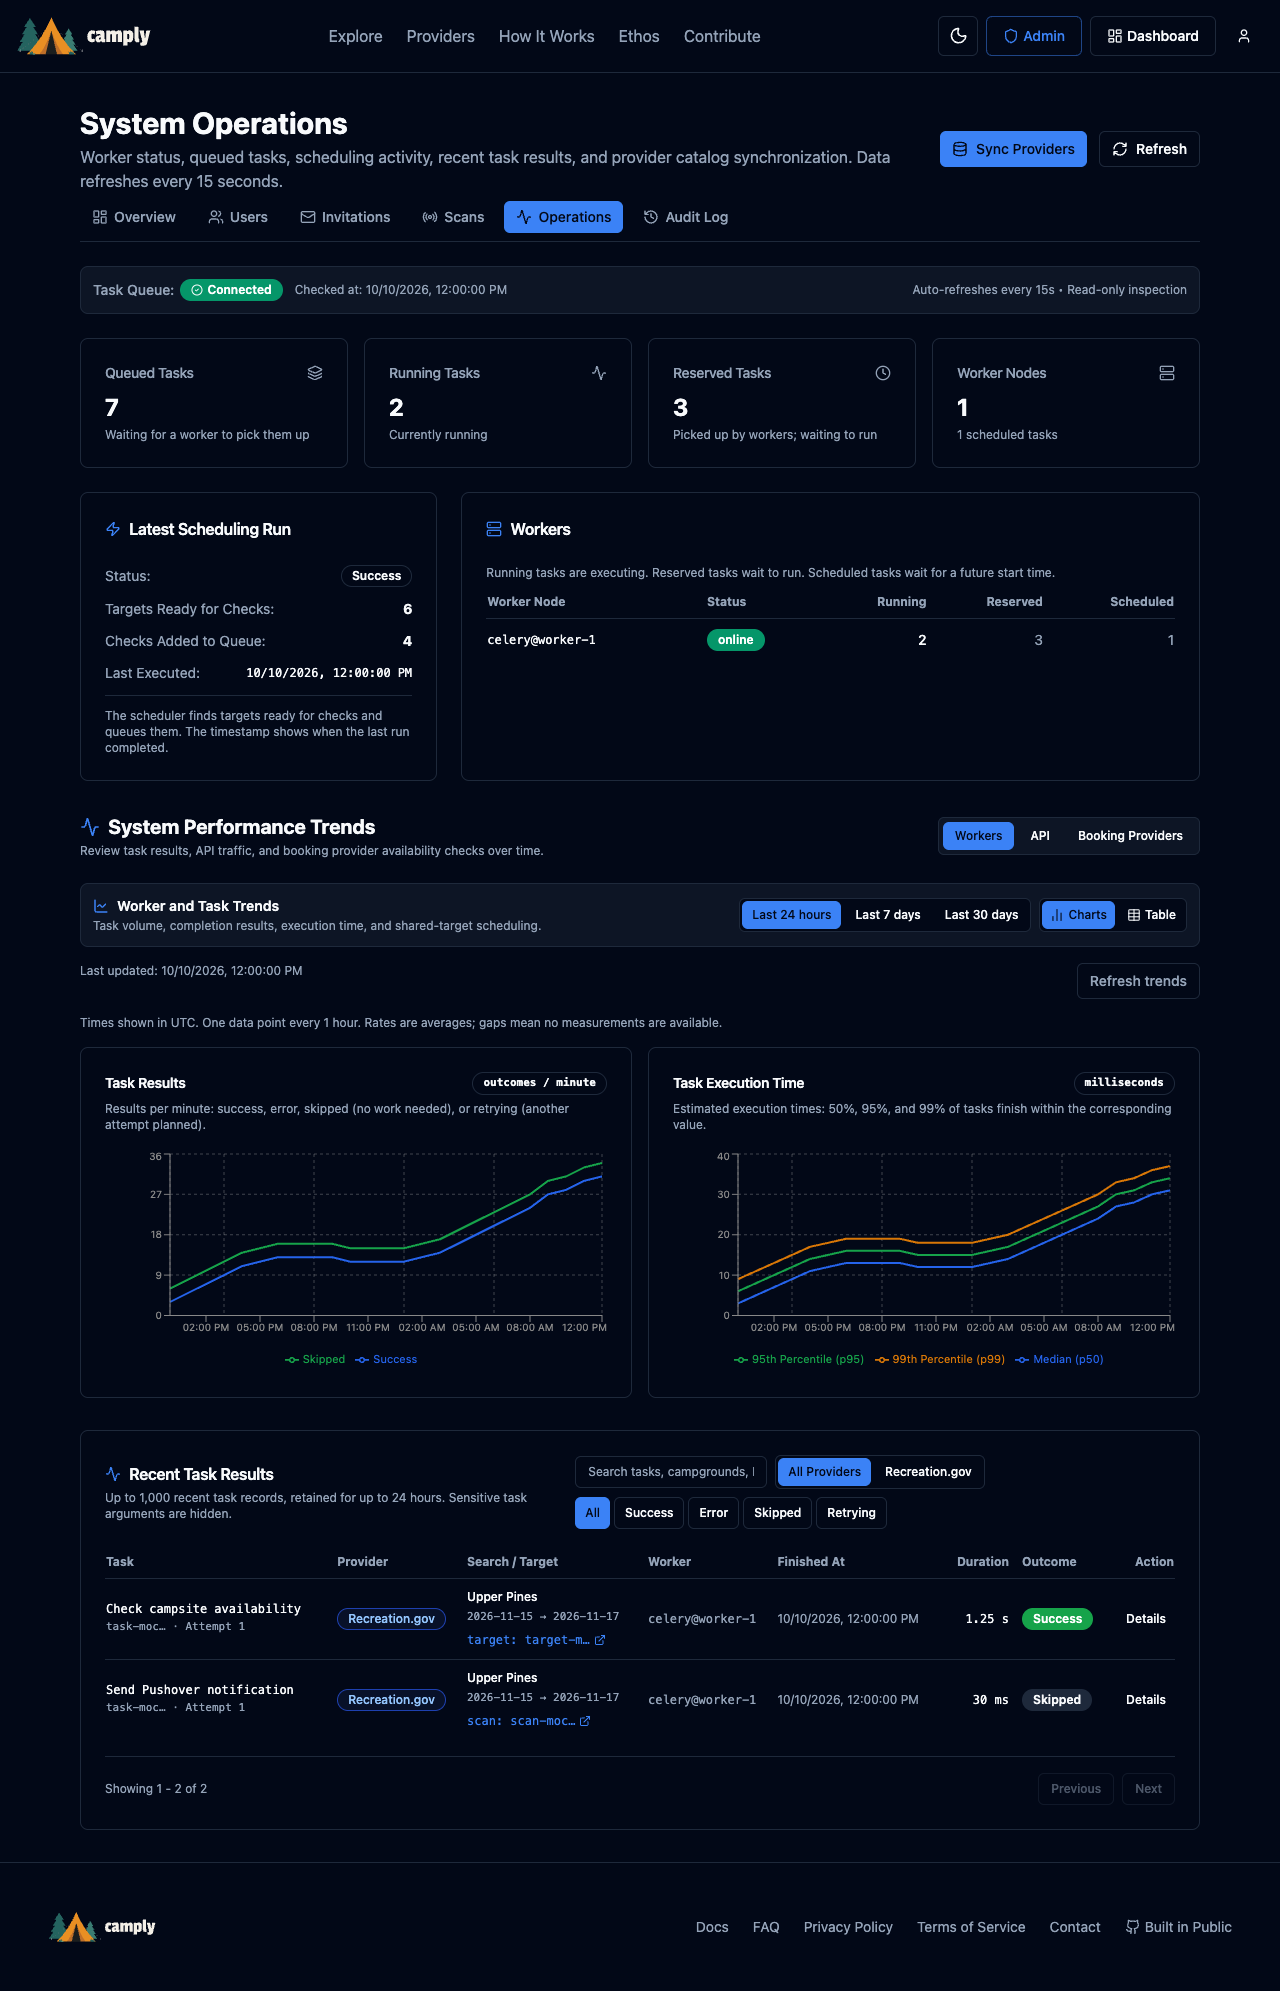 camply
Explore
Providers
How It Works
Ethos
Contribute
Admin
Dashboard
System Operations
Worker status, queued tasks, scheduling activity, recent task results, and provider catalog synchronization. Data
refreshes every 15 seconds.
Sync Providers
Refresh
Overview
Users
Invitations
Scans
Operations
Audit Log
Task Queue:
Connected
Checked at: 10/10/2026, 12:00:00 PM
Auto-refreshes every 15s • Read-only inspection
Queued Tasks
7
Waiting for a worker to pick them up
Running Tasks
2
Currently running
Reserved Tasks
3
Picked up by workers; waiting to run
Worker Nodes
1
1 scheduled tasks
Latest Scheduling Run
Status:
Success
Targets Ready for Checks:
6
Checks Added to Queue:
4
Last Executed:
10/10/2026, 12:00:00 PM
The scheduler finds targets ready for checks and
queues them. The timestamp shows when the last run
completed.
Workers
Running tasks are executing. Reserved tasks wait to run. Scheduled tasks wait for a future start time.
Worker Node
Status
Running
Reserved
Scheduled
celery@worker-1
online
2
3
1
System Performance Trends
Review task results, API traffic, and booking provider availability checks over time.
Workers
API
Booking Providers
Worker and Task Trends
Task volume, completion results, execution time, and shared-target scheduling.
Last 24 hours
Last 7 days
Last 30 days
Charts
Table
Last updated: 10/10/2026, 12:00:00 PM
Refresh trends
Times shown in UTC. One data point every 1 hour. Rates are averages; gaps mean no measurements are available.
Task Results
outcomes / minute
Results per minute: success, error, skipped (no work needed), or retrying (another
attempt planned).
36
27
18
9
0
02:00 PM
05:00 PM
08:00 PM
11:00 PM
02:00 AM
05:00 AM
08:00 AM
12:00 PM
Skipped
Success
Task Execution Time
milliseconds
Estimated execution times: 50%, 95%, and 99% of tasks finish within the corresponding
value.
40
30
20
10
0
02:00 PM
05:00 PM
08:00 PM
11:00 PM
02:00 AM
05:00 AM
08:00 AM
12:00 PM
95th Percentile (p95)
99th Percentile (p99)
Median (p50)
Recent Task Results
Up to 1,000 recent task records, retained for up to 24 hours. Sensitive task
arguments are hidden.
Search tasks, campgrounds,
All Providers
Recreation.gov
All
Success
Error
Skipped
Retrying
Task
Provider
Search / Target
Worker
Finished At
Duration
Outcome
Action
Check campsite availability
task-moc… · Attempt 1
Recreation.gov
Upper Pines
2026-11-15 → 2026-11-17
target: target-m…
celery@worker-1
10/10/2026, 12:00:00 PM
1.25 s
Success
Details
Send Pushover notification
task-moc… · Attempt 1
Recreation.gov
Upper Pines
2026-11-15 → 2026-11-17
scan: scan-moc…
celery@worker-1
10/10/2026, 12:00:00 PM
30 ms
Skipped
Details
Showing 1 - 2 of 2
Previous
Next
camply
Docs
FAQ
Privacy Policy
Terms of Service
Contact
Built in Public